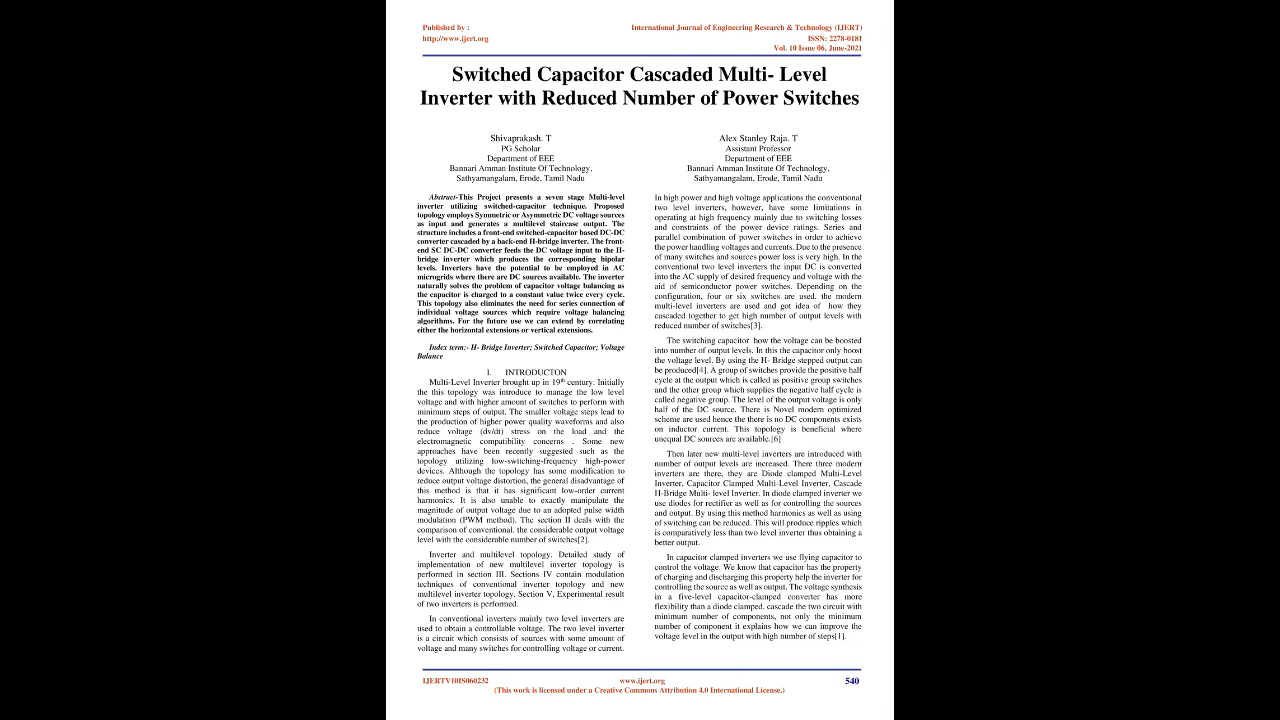 Published by :
http://www.ijert.org
International Journal of Engineering Research & Technology (IJERT)
ISSN: 2278-0181
Vol. 10 Issue 06, June-2021
Switched Capacitor Cascaded Multi- Level
Inverter with Reduced Number of Power Switches
Shivaprakash. T
PG Scholar
Department of EEE
Bannari Amman Institute Of Technology,
Sathyamangalam, Erode, Tamil Nadu
Alex Stanley Raja. T
Assistant Professor
Department of EEE
Bannari Amman Institute Of Technology,
Sathyamangalam, Erode, Tamil Nadu
Abstract-This Project presents a seven stage Multi-level
inverter utilizing switched-capacitor technique. Proposed
topology employs Symmetric or Asymmetric DC voltage sources
as input and generates a multilevel staircase output. The
structure includes a front-end switched-capacitor based DC-DC
converter cascaded by a back-end H-bridge inverter. The front-
end SC DC-DC converter feeds the DC voltage input to the H-
bridge inverter which produces the corresponding bipolar
levels. Inverters have the potential to be employed in AC
microgrids where there are DC sources available. The inverter
naturally solves the problem of capacitor voltage balancing as
the capacitor is charged to a constant value twice every cycle.
This topology also eliminates the need for series connection of
individual voltage sources which require voltage balancing
algorithms. For the future use we can extend by correlating
either the horizontal extensions or vertical extensions.
Index term:- H- Bridge Inverter; Switched Capacitor; Voltage
Balance
I. INTRODUCTON
Multi-Level Inverter brought up in 19th century. Initially
the this topology was introduce to manage the low level
voltage and with higher amount of switches to perform with
minimum steps of output. The smaller voltage steps lead to
the production of higher power quality waveforms and also
reduce voltage (dv/dt) stress on the load and the
electromagnetic compatibility concerns . Some new
approaches have been recently suggested such as the
topology utilizing low-switching-frequency high-power
devices. Although the topology has some modification to
reduce output voltage distortion, the general disadvantage of
this method is that it has significant low-order current
harmonics. It is also unable to exactly manipulate the
magnitude of output voltage due to an adopted pulse width
modulation (PWM method). The section II deals with the
comparison of conventional. the considerable output voltage
level with the considerable number of switches[2].
Inverter and multilevel topology. Detailed study of
implementation of new multilevel inverter topology is
performed in section III. Sections IV contain modulation
techniques of conventional inverter topology and new
multilevel inverter topology. Section V, Experimental result
of two inverters is performed.
In conventional inverters mainly two level inverters are
used to obtain a controllable voltage. The two level inverter
is a circuit which consists of sources with some amount of
voltage and many switches for controlling voltage or current.
In high power and high voltage applications the conventional
two level inverters, however, have some limitations in
operating at high frequency mainly due to switching losses
and constraints of the power device ratings. Series and
parallel combination of power switches in order to achieve
the power handling voltages and currents. Due to the presence
of many switches and sources power loss is very high. In the
conventional two level inverters the input DC is converted
into the AC supply of desired frequency and voltage with the
aid of semiconductor power switches. Depending on the
configuration, four or six switches are used. the modern
multi-level inverters are used and got idea of how they
cascaded together to get high number of output levels with
reduced number of switches[3].
The switching capacitor how the voltage can be boosted
into number of output levels. In this the capacitor only boost
the voltage level. By using the H- Bridge stepped output can
be produced[4]. A group of switches provide the positive half
cycle at the output which is called as positive group switches
and the other group which supplies the negative half cycle is
called negative group. The level of the output voltage is only
half of the DC source. There is Novel modern optimized
scheme are used hence the there is no DC components exists
on inductor current. This topology is beneficial where
unequal DC sources are available.[6]
Then later new multi-level inverters are introduced with
number of output levels are increased. There three modern
inverters are there, they are Diode clamped Multi-Level
Inverter, Capacitor Clamped Multi-Level Inverter, Cascade
H-Bridge Multi- level Inverter. In diode clamped inverter we
use diodes for rectifier as well as for controlling the sources
and output. By using this method harmonics as well as using
of switching can be reduced. This will produce ripples which
is comparatively less than two level inverter thus obtaining a
better output.
In capacitor clamped inverters we use flying capacitor to
control the voltage. We know that capacitor has the property
of charging and discharging this property help the inverter for
controlling the source as well as output. The voltage synthesis
in a five-level capacitor-clamped converter has more
flexibility than a diode clamped. cascade the two circuit with
minimum number of components, not only the minimum
number of component it explains how we can improve the
voltage level in the output with high number of steps[1].
IJERTV10IS060232
www.ijert.org
(This work is licensed under a Creative Commons Attribution 4.0 International License.)
540